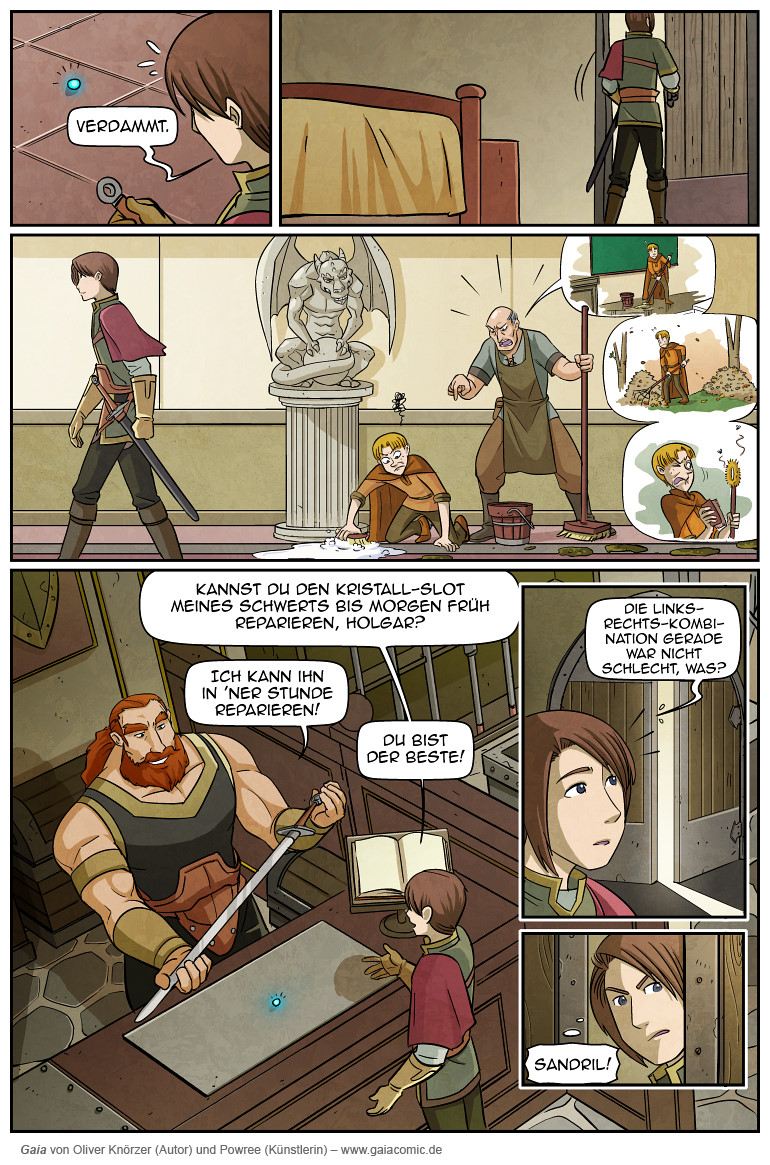 VERDAMMT.
KANNST DU DEN KRISTALL-SLOT
MEINES SCHWERTS BIS MORGEN FRÜH
REPARIEREN, HOLGAR?
ICH KANN IHN
IN 'NER STUNDE
REPARIEREN!
DU BIST
DER BESTE!
DIE LINKS-
RECHTS-KOMBI-
NATION GERADE
WAR NICHT
SCHLECHT, WAS?
SANDRIL!
Gaia von Oliver Knörzer (Autor) und Powree (Künstlerin) – www.gaiacomic.de